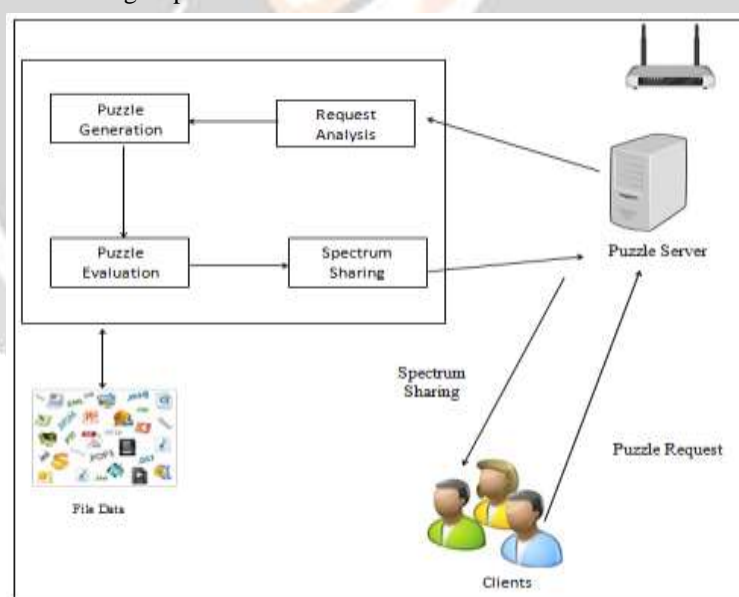 Puzzle
Generation
Request
Analysis
Puzzle
Evaluation
Spectrum
Sharing
Puzzle Server
Spectrum
Sharing
Puzzle Request
File Data
Clients